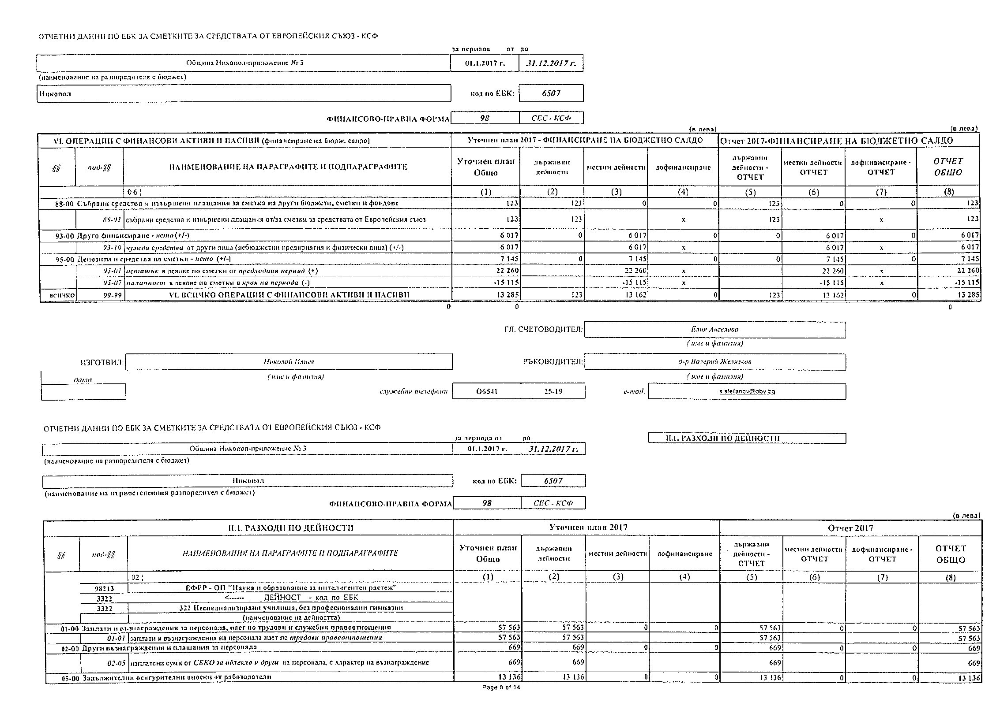 ОТЧЕТНИ ДАННИ ПО ЕБК ЗА СМЕТКИТЕ ЗА СРЕДСТВАТА ОТ ЕВРОПЕЙСКИЯ СЪЮЗ - КСФ
за периода от до
Община Никопол-приложение № 3 01.1.2017 г. 31.12.2017 г.
(наименование на разпоредителя с бюджет)
Никопол код по ЕБК: 6507
ФИНАНСОВО-ПРАВНА ФОРМА 98 СЕС - КСФ
(в лева) (в лева)
VI. ОПЕРАЦИИ С ФИНАНСОВИ АКТИВИ И ПАСИВИ (финансиране на бюдж. салдо) Уточнен план 2017 - ФИНАНСИРАНЕ НА БЮДЖЕТНО САЛДО Отчет 2017-ФИНАНСИРАНЕ НА БЮДЖЕТНО САЛДО
§§ под-§§ НАИМЕНОВАНИЕ НА ПАРАГРАФИТЕ И ПОДПАРАГРАФИТЕ Уточнен план Общо държавни дейности местни дейности дофинансиране държавни дейности - ОТЧЕТ местни дейности ОТЧЕТ дофинансиране - ОТЧЕТ ОТЧЕТ ОБЩО
06¦ (1) (2) (3) (4) (5) (6) (7) (8)
88-00 Събрани средства и извършени плащания за сметка на други бюджети, сметки и фондове 123 123 0 0 123 0 0 123
88-03 събрани средства и извършени плащания от/за сметки за средствата от Европейския съюз 123 123 x 123 x 123
93-00 Друго финансиране - нето (+/-) 6 017 0 6 017 0 0 6 017 0 6 017
93-10 чужди средства от други лица (небюджетни предприятия и физически лица) (+/-) 6 017 6 017 x 6 017 x 6 017
95-00 Депозити и средства по сметки - нето (+/-) 7 145 0 7 145 0 0 7 145 0 7 145
95-01 остатък в левове по сметки от предходния период (+) 22 260 22 260 x 22 260 x 22 260
95-07 наличност в левове по сметки в края на периода (-) -15 115 -15 115 x -15 115 x -15 115
ВСИЧКО 99-99 VI. ВСИЧКО ОПЕРАЦИИ С ФИНАНСОВИ АКТИВИ И ПАСИВИ 13 285 123 13 162 0 123 13 162 0 13 285
0 0 0
ГЛ. СЧЕТОВОДИТЕЛ: Елия Ангелова
(име и фамилия)
ИЗГОТВИЛ: Николай Илиев РЪКОВОДИТЕЛ: д-р Валерий Желязков
дата (име и фамилия) (име и фамилия)
служебни телефони О6541 25-19 e-mail: s stefanov@abv.bg
ОТЧЕТНИ ДАННИ ПО ЕБК ЗА СМЕТКИТЕ ЗА СРЕДСТВАТА ОТ ЕВРОПЕЙСКИЯ СЪЮЗ - КСФ
за периода от до II.1. РАЗХОДИ ПО ДЕЙНОСТИ
Община Никопол-приложение № 3 01.1.2017 г. 31.12.2017 г.
(наименование на разпоредителя с бюджет)
Никопол код по ЕБК: 6507
(наименование на първостепенния разпоредител с бюджет)
ФИНАНСОВО-ПРАВНА ФОРМА 98 СЕС - КСФ
(в лева)
II.1. РАЗХОДИ ПО ДЕЙНОСТИ Уточнен план 2017 Отчет 2017
§§ под-§§ НАИМЕНОВАНИЯ НА ПАРАГРАФИТЕ И ПОДПАРАГРАФИТЕ Уточнен план Общо държавни дейности местни дейности дофинансиране държавни дейности - ОТЧЕТ местни дейности ОТЧЕТ дофинансиране - ОТЧЕТ ОТЧЕТ ОБЩО
02¦ (1) (2) (3) (4) (5) (6) (7) (8)
98213 ЕФРР - ОП "Наука и образование за интелигентен растеж"
3322 <------ ДЕЙНОСТ - код по ЕБК
3322 322 Неспециализирани училища, без професионални гимназии
(наименование на дейността)
01-00 Заплати и възнаграждения за персонала, нает по трудови и служебни правоотношения 57 563 57 563 0 0 57 563 0 0 57 563
01-01 заплати и възнаграждения на персонала нает по трудови правоотношения 57 563 57 563 57 563 57 563
02-00 Други възнаграждения и плащания за персонала 669 669 0 0 669 0 0 669
02-05 изплатени суми от СБКО за облекло и други на персонала, с характер на възнаграждение 669 669 669 669
05-00 Задължителни осигурителни вноски от работодатели 13 136 13 136 0 0 13 136 0 0 13 136
Page 8 of 14